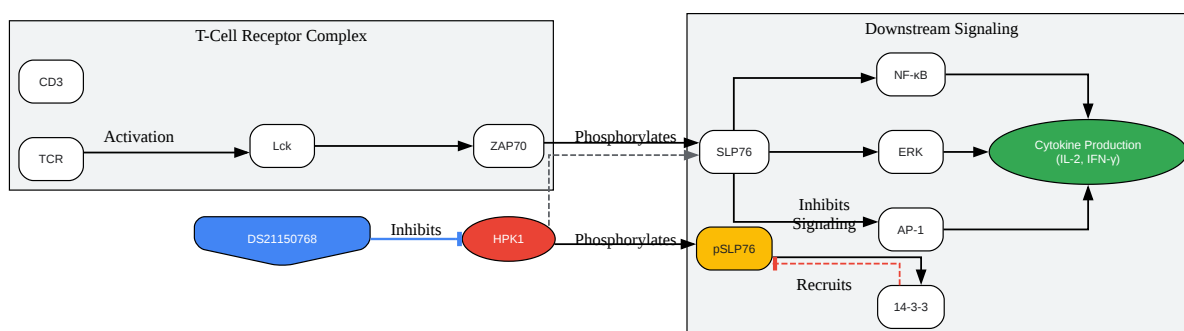 T-Cell Receptor Complex
Downstream Signaling
CD3
NF-κB
TCR
Activation
Lck
ZAP70
Phosphorylates
SLP76
ERK
Cytokine Production
(IL-2, IFN-γ)
DS21150768
Inhibits
HPK1
Phosphorylates
pSLP76
Inhibits
Signaling
AP-1
Recruits
14-3-3